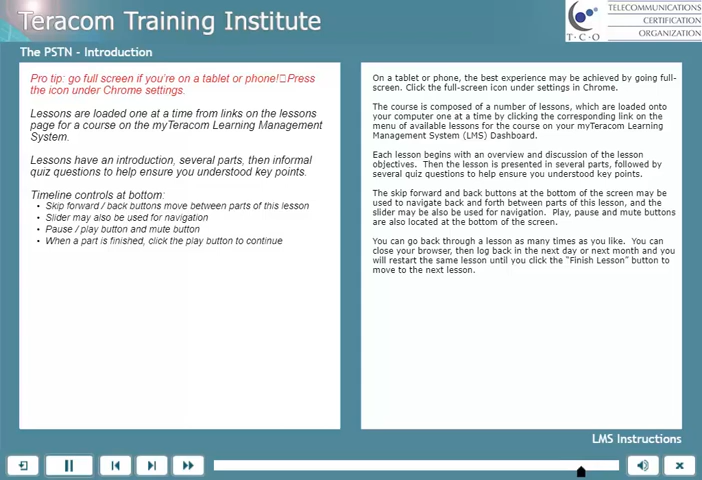 Teracom Training Institute
TELECOMMUNICATIONS
CERTIFICATION
ORGANIZATION
T·C·O
The PSTN - Introduction
Pro tip: go full screen if you're on a tablet or phone! Press
the icon under Chrome settings.
Lessons are loaded one at a time from links on the lessons
page for a course on the myTeracom Learning Management
System.
Lessons have an introduction, several parts, then informal
quiz questions to help ensure you understood key points.
Timeline controls at bottom:
• Skip forward / back buttons move between parts of this lesson
• Slider may also be used for navigation
• Pause / play button and mute button
• When a part is finished, click the play button to continue
On a tablet or phone, the best experience may be achieved by going full-
screen. Click the full-screen icon under settings in Chrome.
The course is composed of a number of lessons, which are loaded onto
your computer one at a time by clicking the corresponding link on the
menu of available lessons for the course on your myTeracom Learning
Management System (LMS) Dashboard.
Each lesson begins with an overview and discussion of the lesson
objectives. Then the lesson is presented in several parts, followed by
several quiz questions to help ensure you understood key points.
The skip forward and back buttons at the bottom of the screen may be
used to navigate back and forth between parts of this lesson, and the
slider may be also be used for navigation. Play, pause and mute buttons
are also located at the bottom of the screen.
You can go back through a lesson as many times as you like. You can
close your browser, then log back in the next day or next month and you
will restart the same lesson until you click the "Finish Lesson" button to
move to the next lesson.
LMS Instructions